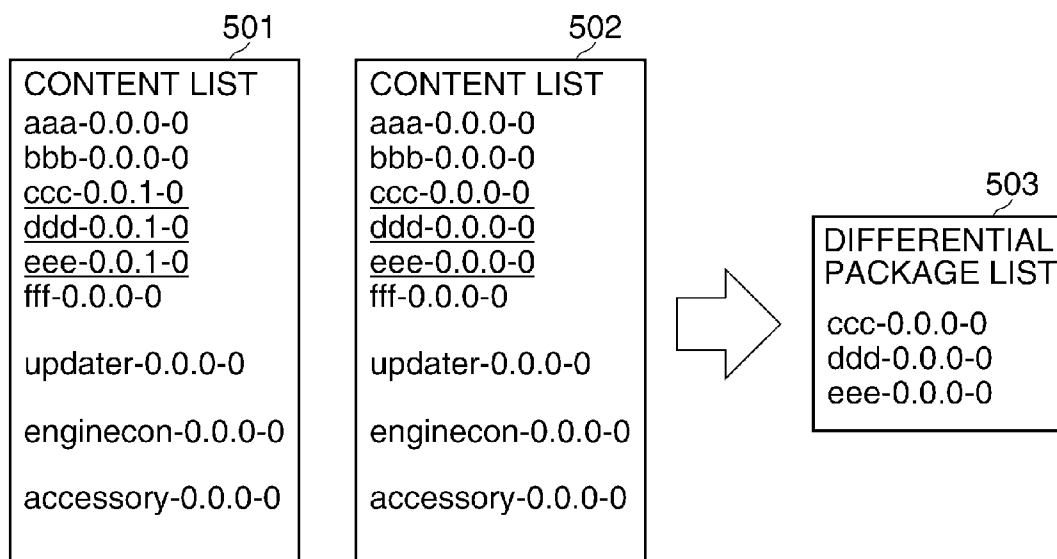 501
CONTENT LIST
aaa-0.0.0-0
bbb-0.0.0-0
ccc-0.0.1-0
ddd-0.0.1-0
eee-0.0.1-0
fff-0.0.0-0
updater-0.0.0-0
enginecon-0.0.0-0
accessory-0.0.0-0
502
CONTENT LIST
aaa-0.0.0-0
bbb-0.0.0-0
ccc-0.0.0-0
ddd-0.0.0-0
eee-0.0.0-0
fff-0.0.0-0
updater-0.0.0-0
enginecon-0.0.0-0
accessory-0.0.0-0
503
DIFFERENTIAL
PACKAGE LIST
ccc-0.0.0-0
ddd-0.0.0-0
eee-0.0.0-0